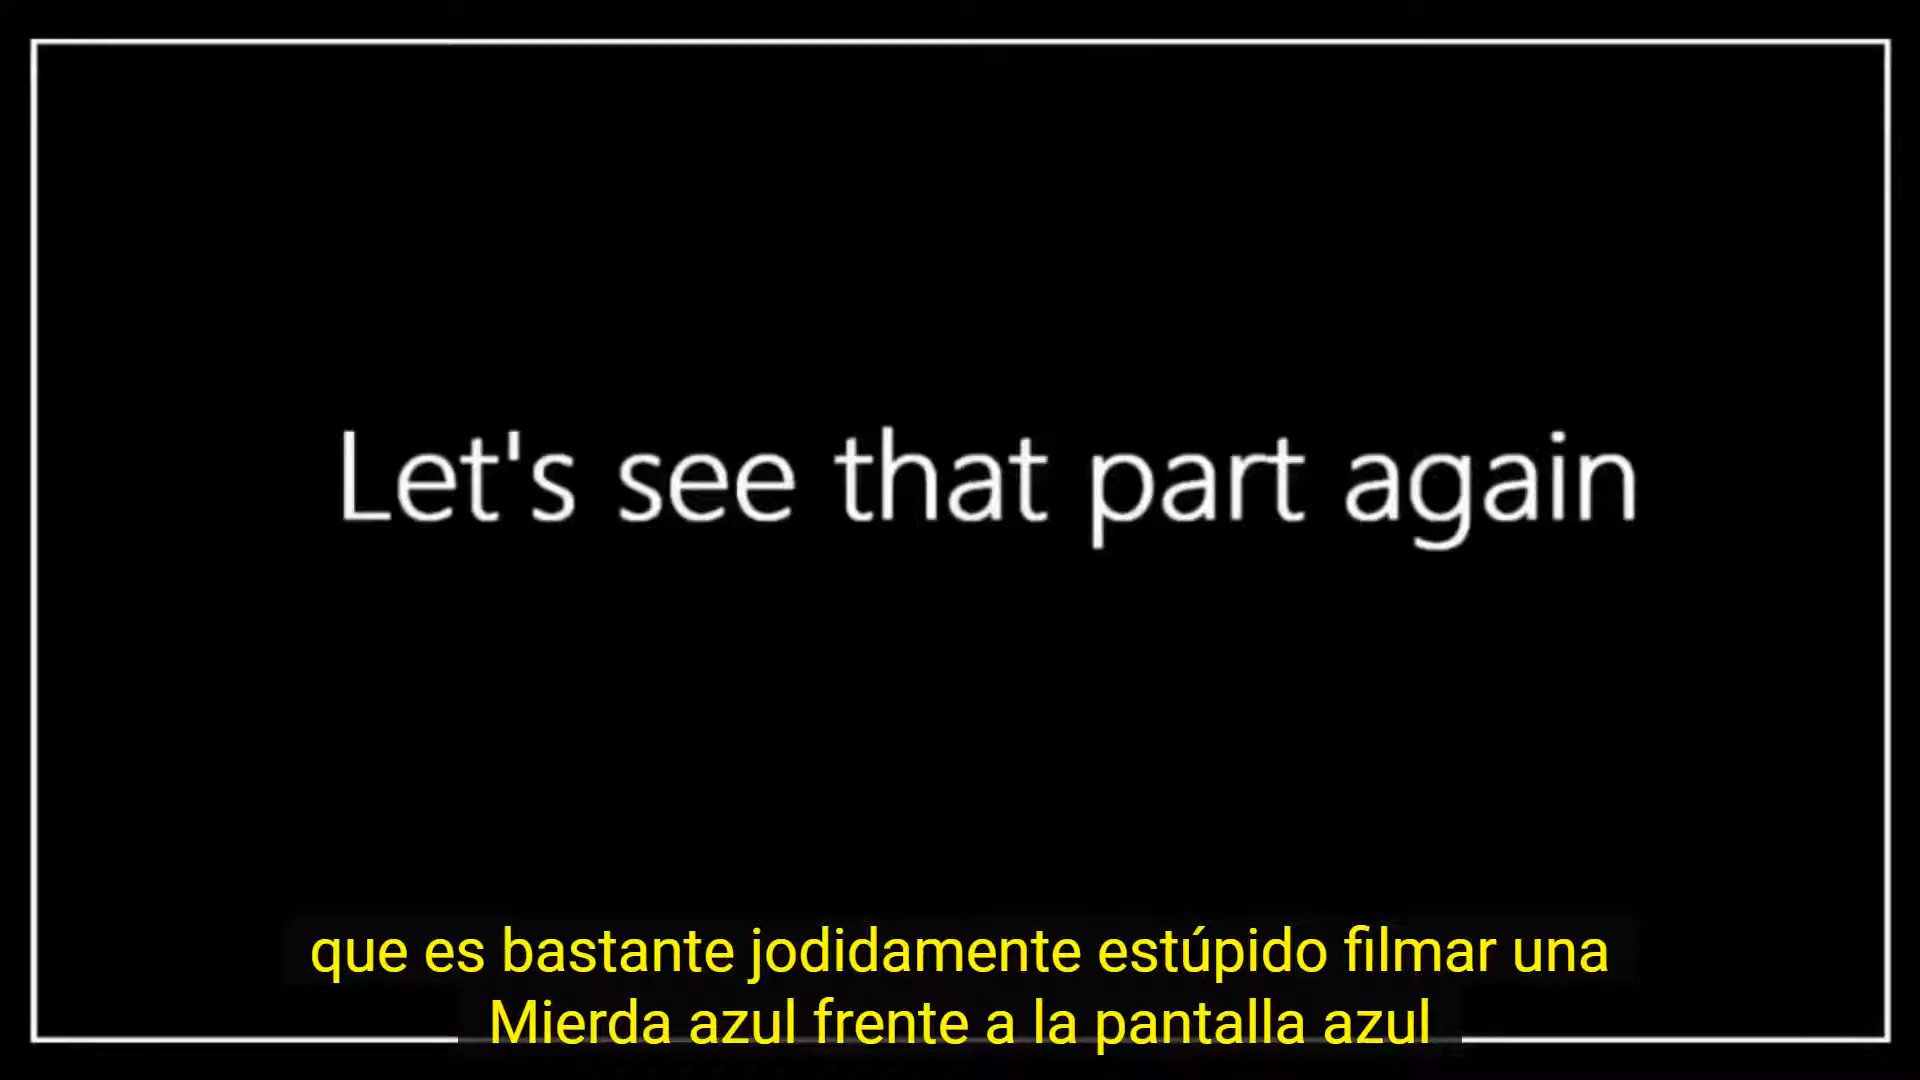 Let's see that part again
que es bastante jodidamente estúpido filmar una
Mierda azul frente a la pantalla azul